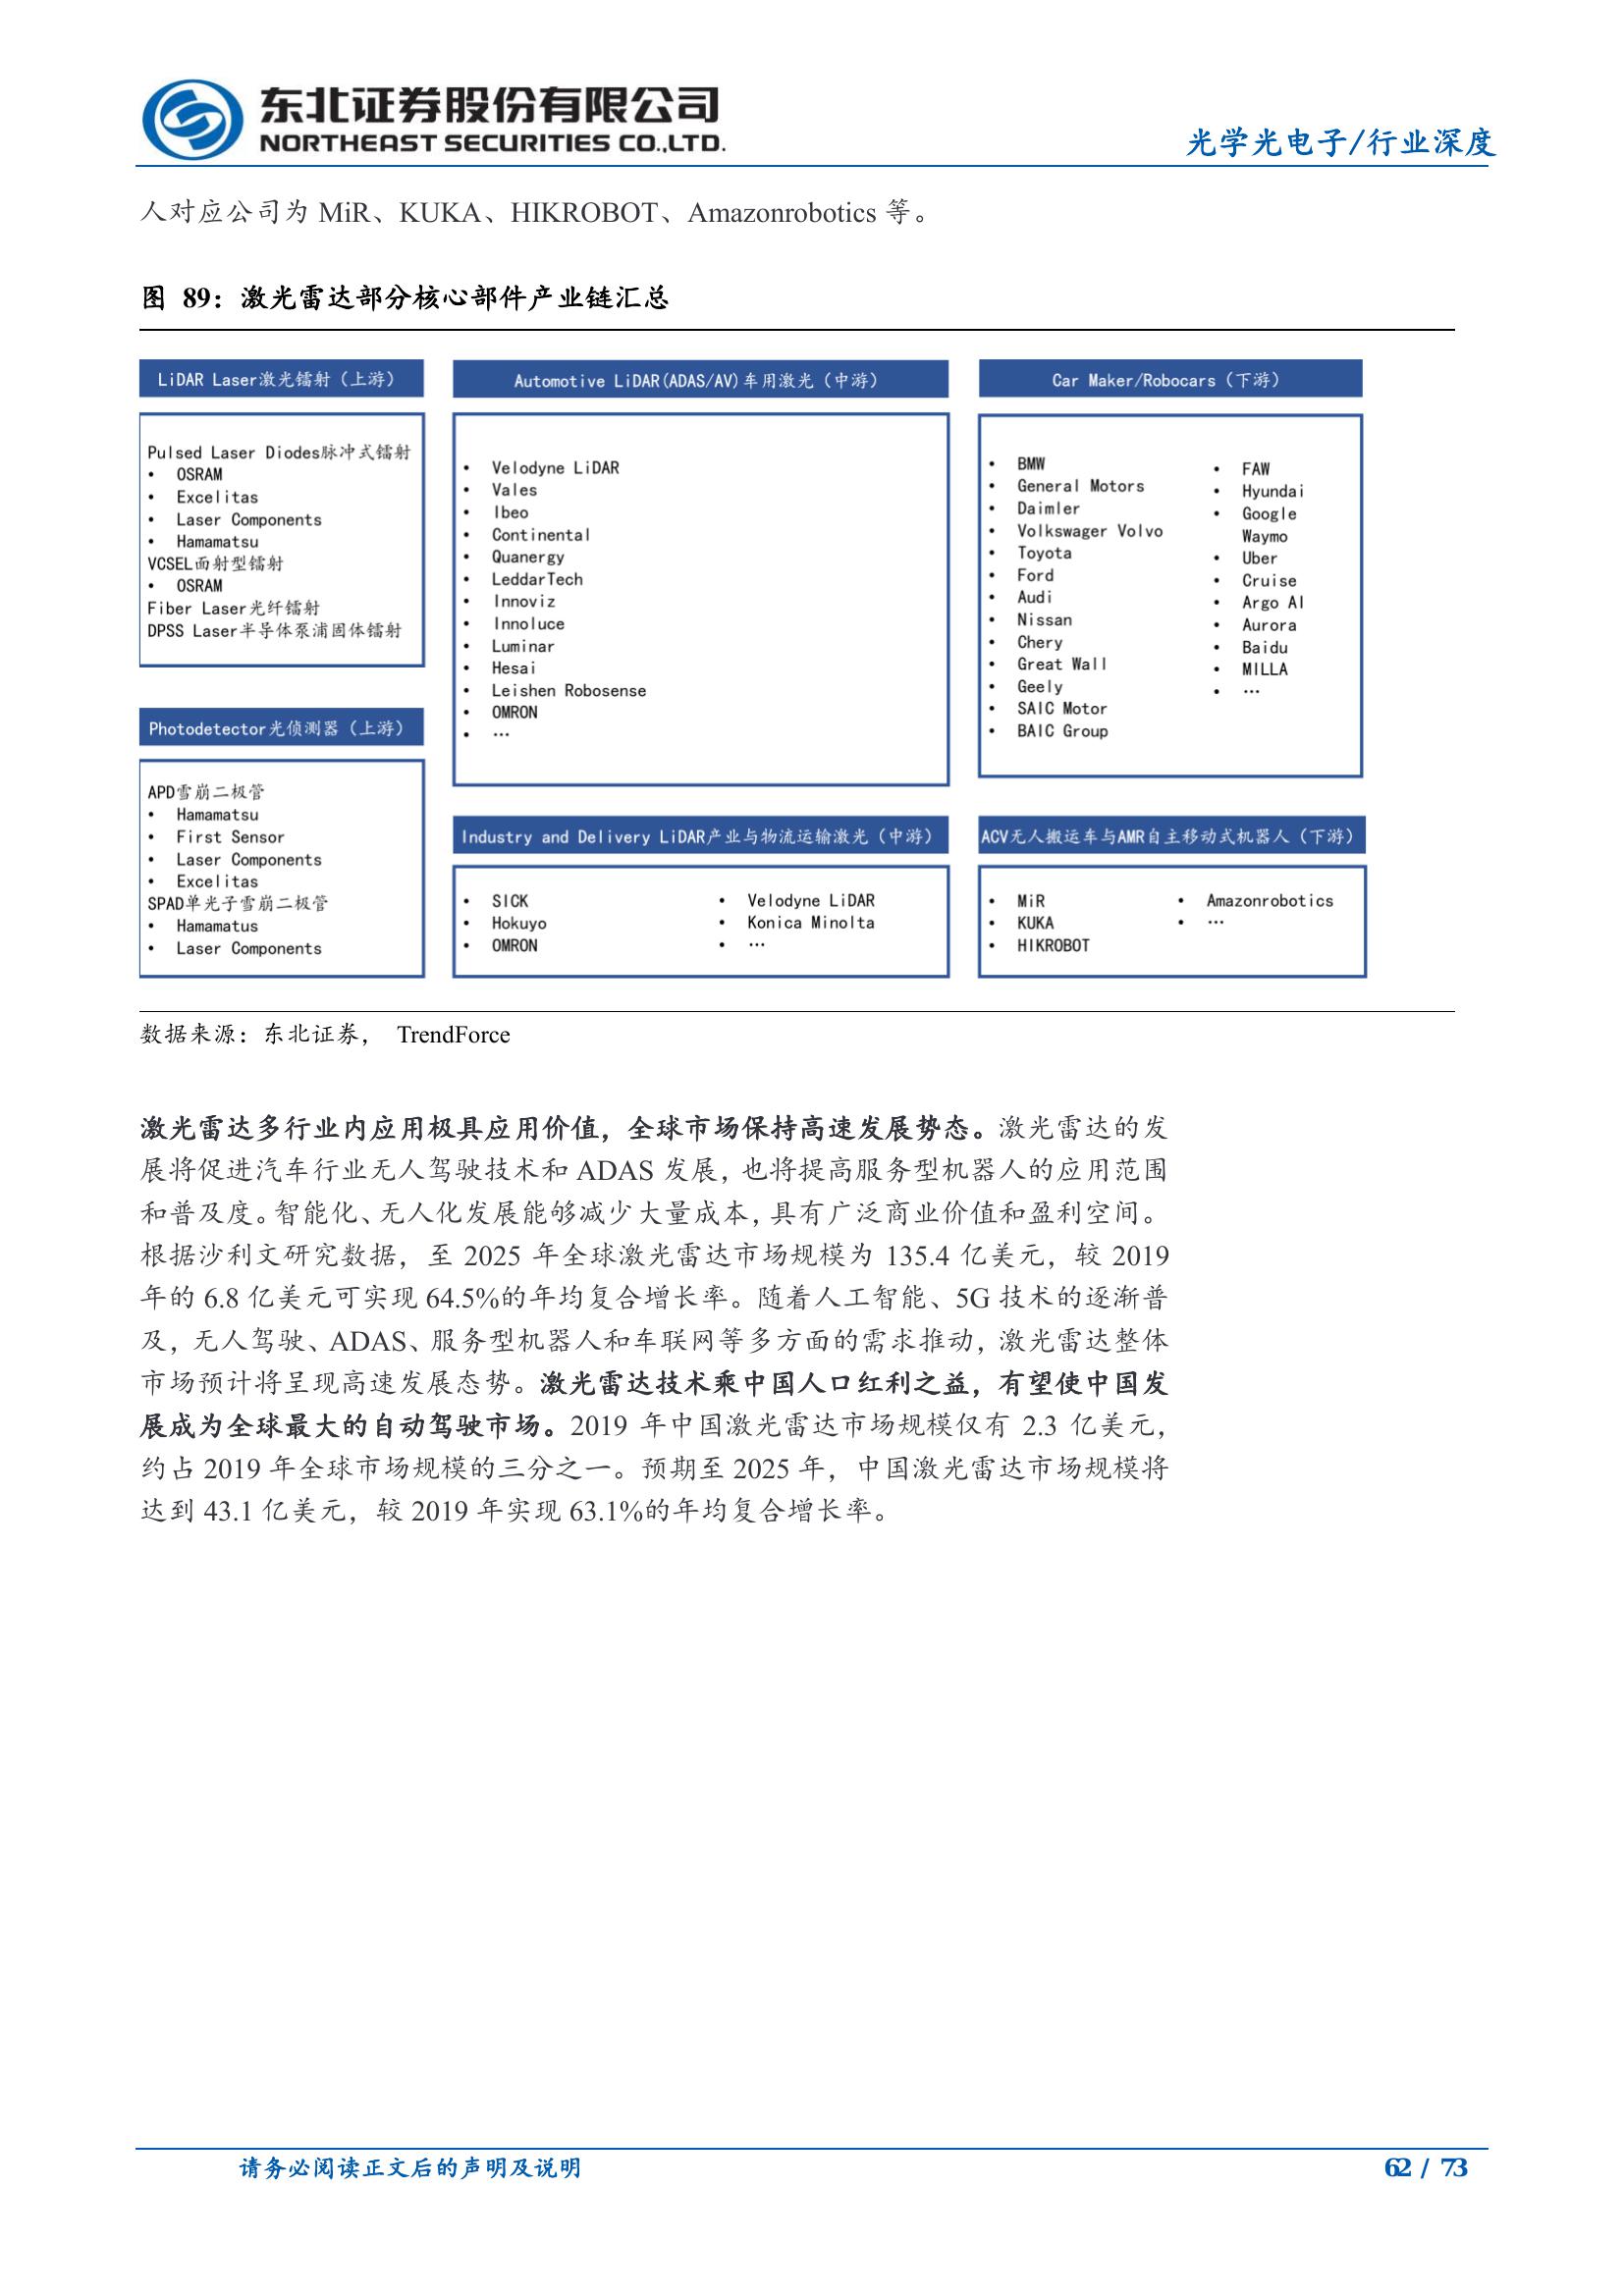 东北证券股份有限公司
NORTHEAST SECURITIES CO.,LTD.
光学光电子/行业深度
人对应公司为 MiR、KUKA、HIKROBOT、Amazonrobotics 等。
图 89：激光雷达部分核心部件产业链汇总
LiDAR Laser激光镭射（上游）
Pulsed Laser Diodes脉冲式镭射
• OSRAM
• Excelitas
• Laser Components
• Hamamatsu
VCSEL面射型镭射
• OSRAM
Fiber Laser光纤镭射
DPSS Laser半导体泵浦固体镭射
Photodetector光侦测器（上游）
APD雪崩二极管
• Hamamatsu
• First Sensor
• Laser Components
• Excelitas
SPAD单光子雪崩二极管
• Hamamatus
• Laser Components
Automotive LiDAR(ADAS/AV)车用激光（中游）
• Velodyne LiDAR
• Vales
• Ibeo
• Continental
• Quanergy
• LeddarTech
• Innoviz
• Innoluce
• Luminar
• Hesai
• Leishen Robosense
• OMRON
• …
Industry and Delivery LiDAR产业与物流运输激光（中游）
• SICK
• Hokuyo
• OMRON
• Velodyne LiDAR
• Konica Minolta
• …
Car Maker/Robocars（下游）
• BMW
• General Motors
• Daimler
• Volkswager Volvo
• Toyota
• Ford
• Audi
• Nissan
• Chery
• Great Wall
• Geely
• SAIC Motor
• BAIC Group
• FAW
• Hyundai
• Google
Waymo
• Uber
• Cruise
• Argo AI
• Aurora
• Baidu
• MILLA
• …
ACV无人搬运车与AMR自主移动式机器人（下游）
• MiR
• KUKA
• HIKROBOT
• Amazonrobotics
• …
数据来源：东北证券， TrendForce
激光雷达多行业内应用极具应用价值，全球市场保持高速发展势态。激光雷达的发
展将促进汽车行业无人驾驶技术和 ADAS 发展，也将提高服务型机器人的应用范围
和普及度。智能化、无人化发展能够减少大量成本，具有广泛商业价值和盈利空间。
根据沙利文研究数据，至 2025 年全球激光雷达市场规模为 135.4 亿美元，较 2019
年的 6.8 亿美元可实现 64.5%的年均复合增长率。随着人工智能、5G 技术的逐渐普
及，无人驾驶、ADAS、服务型机器人和车联网等多方面的需求推动，激光雷达整体
市场预计将呈现高速发展态势。激光雷达技术乘中国人口红利之益，有望使中国发
展成为全球最大的自动驾驶市场。2019 年中国激光雷达市场规模仅有 2.3 亿美元，
约占 2019 年全球市场规模的三分之一。预期至 2025 年，中国激光雷达市场规模将
达到 43.1 亿美元，较 2019 年实现 63.1%的年均复合增长率。
请务必阅读正文后的声明及说明
62 / 73